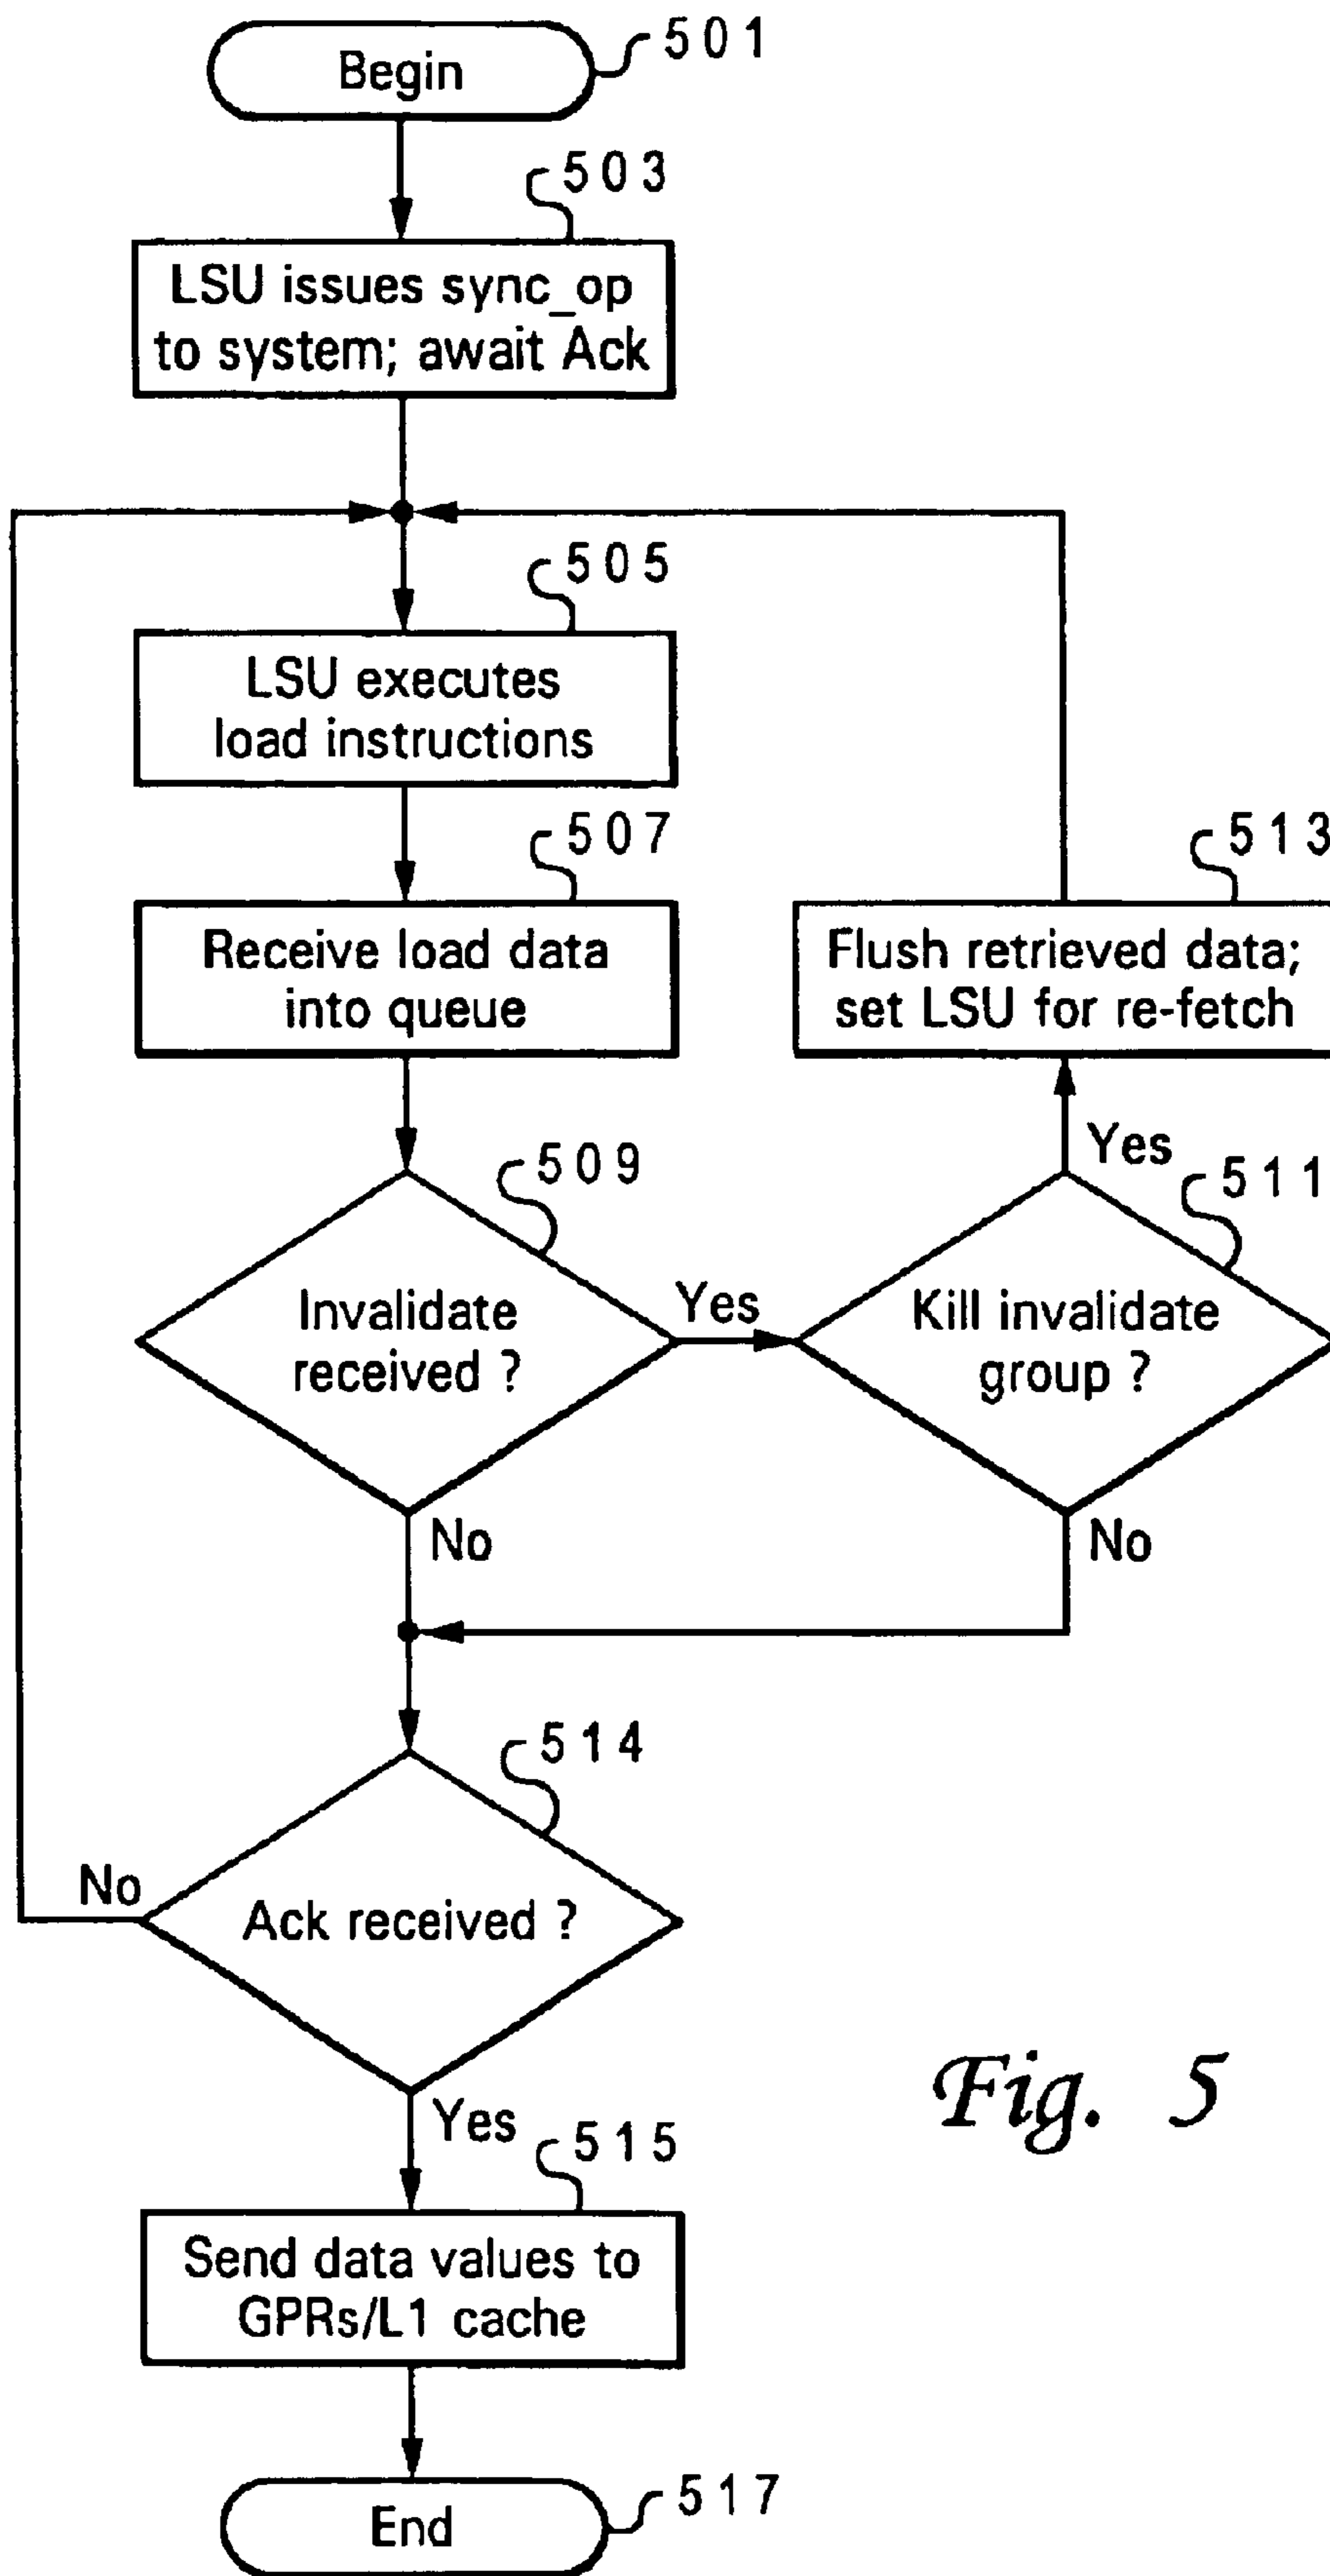 Begin
501
503
LSU issues sync_op
to system; await Ack
505
LSU executes
load instructions
507
Receive load data
into queue
513
Flush retrieved data;
set LSU for re-fetch
Yes
509
Invalidate
received ?
Yes
511
Kill invalidate
group ?
No
No
514
Ack received ?
No
Yes
515
Send data values to
GPRs/L1 cache
End
517
Fig. 5